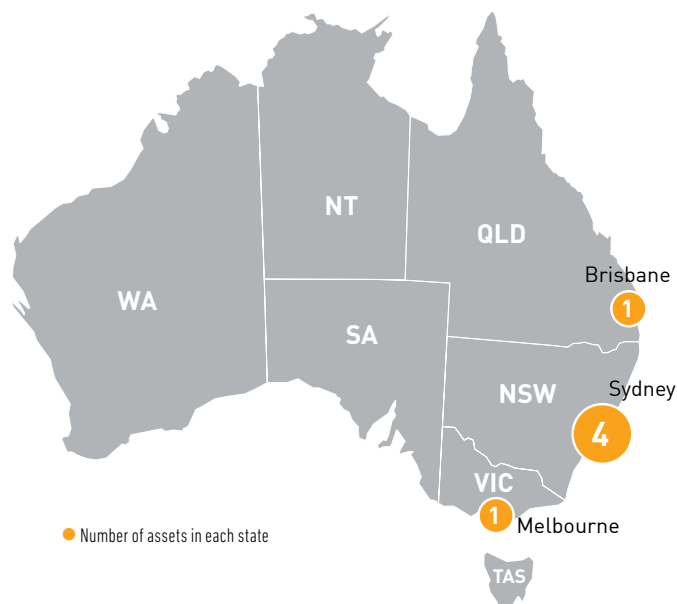 NT
QLD
Brisbane
WA
1
SA
Sydney
NSW
4
VIC
1
Melbourne
Number of assets in each state
TAS